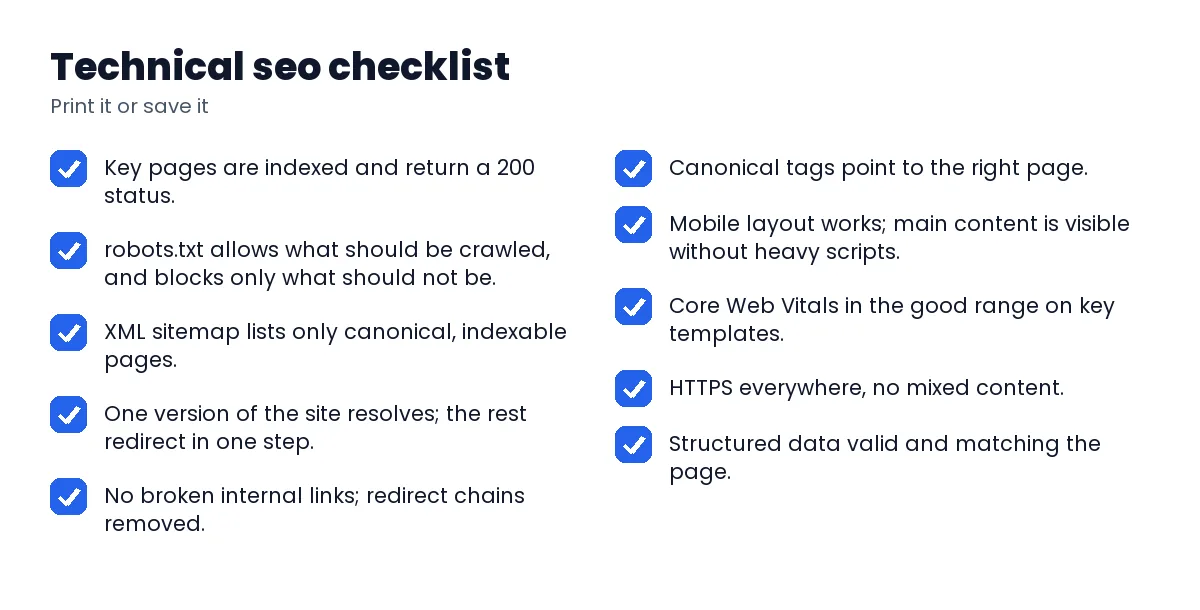 Technical seo checklist
Print it or save it
Key pages are indexed and return a 200
status.
robots.txt allows what should be crawled,
and blocks only what should not be.
XML sitemap lists only canonical, indexable
pages.
One version of the site resolves; the rest
redirect in one step.
No broken internal links; redirect chains
removed.
Canonical tags point to the right page.
Mobile layout works; main content is visible
without heavy scripts.
Core Web Vitals in the good range on key
templates.
HTTPS everywhere, no mixed content.
Structured data valid and matching the
page.